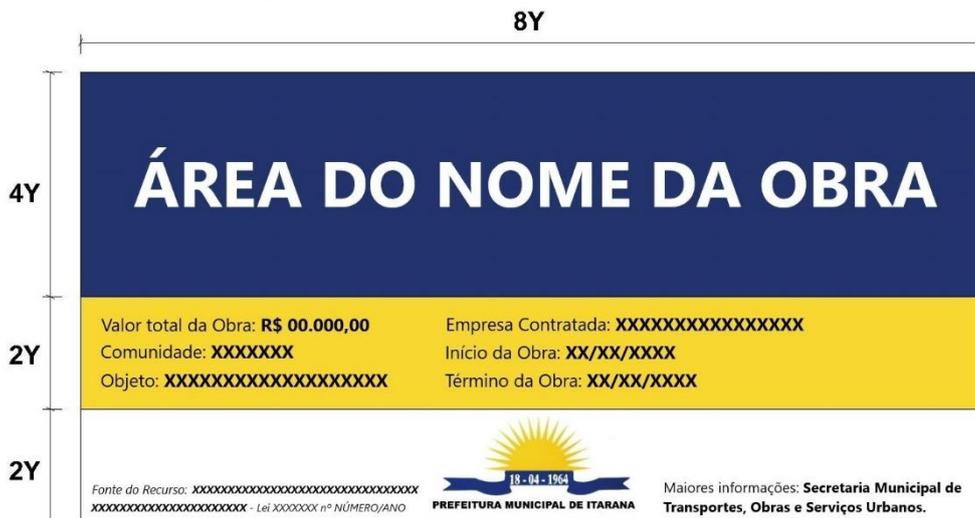 8Y
4Y
ÁREA DO NOME DA OBRA
2Y
Valor total da Obra: R$ 00.000,00
Comunidade: XXXXXXX
Objeto: XXXXXXXXXXXXXXXXXXX
Empresa Contratada: XXXXXXXXXXXXXXXX
Início da Obra: XX/XX/XXXX
Término da Obra: XX/XX/XXXX
2Y
Fonte do Recurso: XXXXXXXXXXXXXXXXXXXXXXXXXXXXXXX
XXXXXXXXXXXXXXXXXXXXX - Lei XXXXXXX nº NÚMERO/ANO
18 - 04 - 1964
PREFEITURA MUNICIPAL DE ITARANA
Maiores informações: Secretaria Municipal de
Transportes, Obras e Serviços Urbanos.